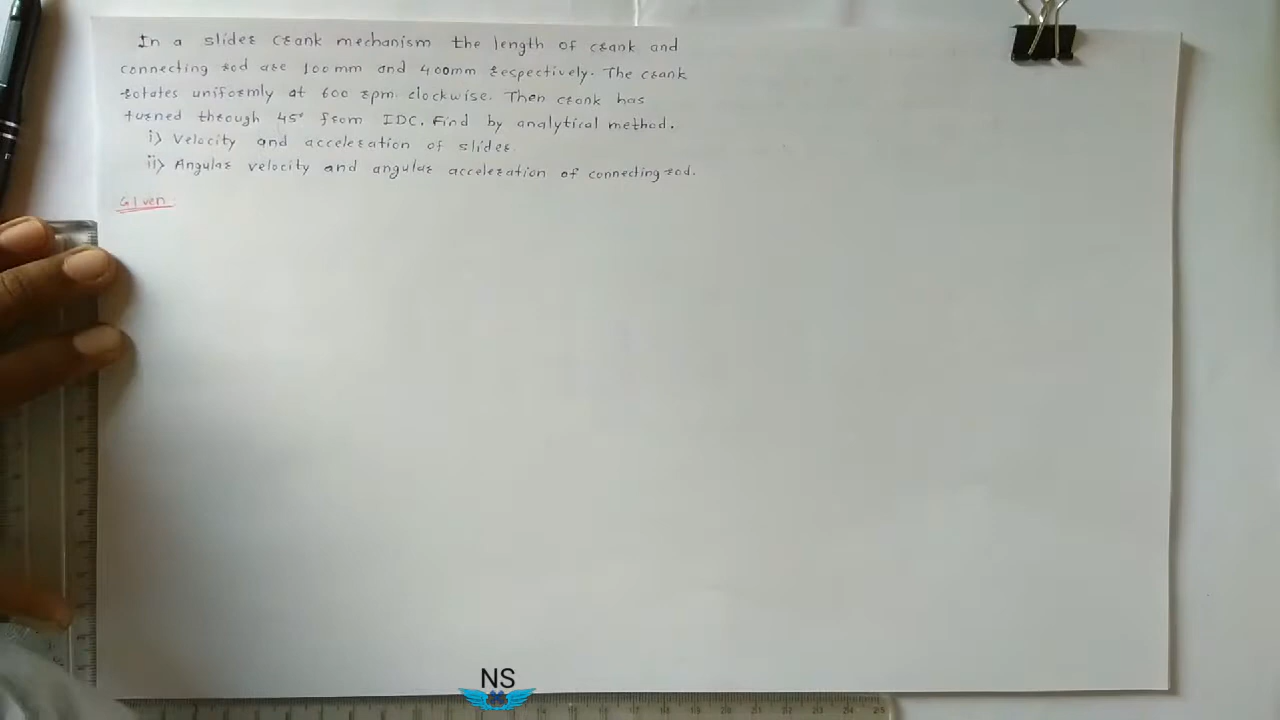 In a slider crank mechanism the length of crank and
connecting rod are 100mm and 400mm respectively. The crank
rotates uniformly at 600 rpm clockwise. Then crank has
turned through 45° from IDC. Find by analytical method.
i) Velocity and acceleration of slider.
ii) Angular velocity and angular acceleration of connecting rod.
Given
NS